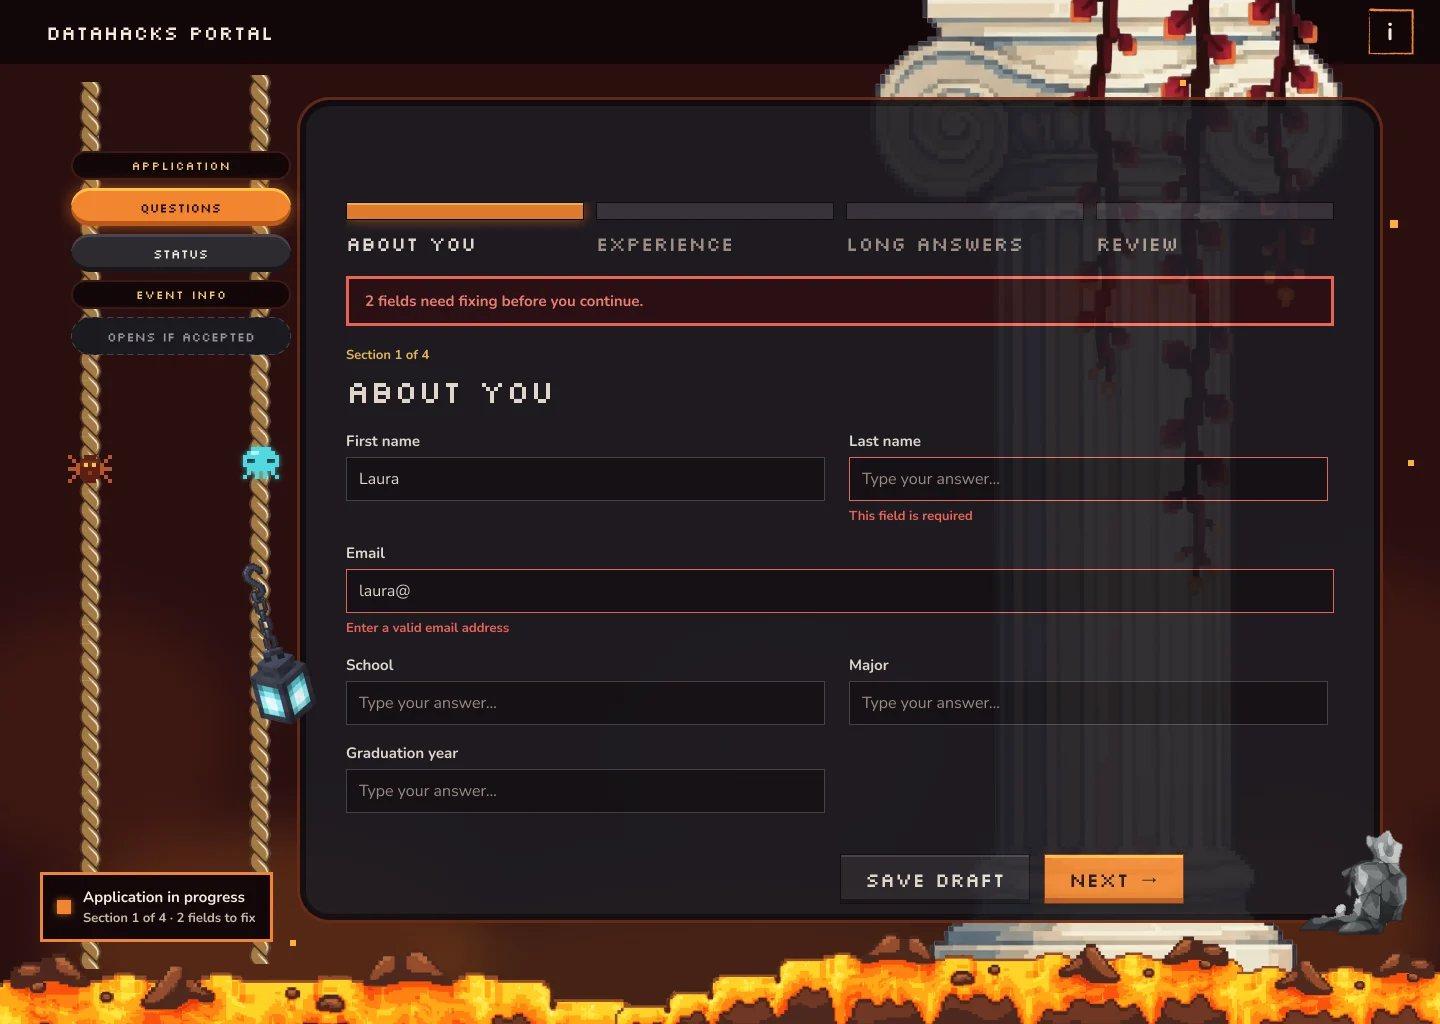 DATAHACKS PORTAL
i
APPLICATION
QUESTIONS
STATUS
EVENT INFO
OPENS IF ACCEPTED
ABOUT YOU
EXPERIENCE
LONG ANSWERS
REVIEW
2 fields need fixing before you continue.
Section 1 of 4
ABOUT YOU
First name
Laura
Last name
Type your answer...
This field is required
Email
laura@
Enter a valid email address
School
Type your answer...
Major
Type your answer...
Graduation year
Type your answer...
SAVE DRAFT
NEXT →
Application in progress
Section 1 of 4 · 2 fields to fix